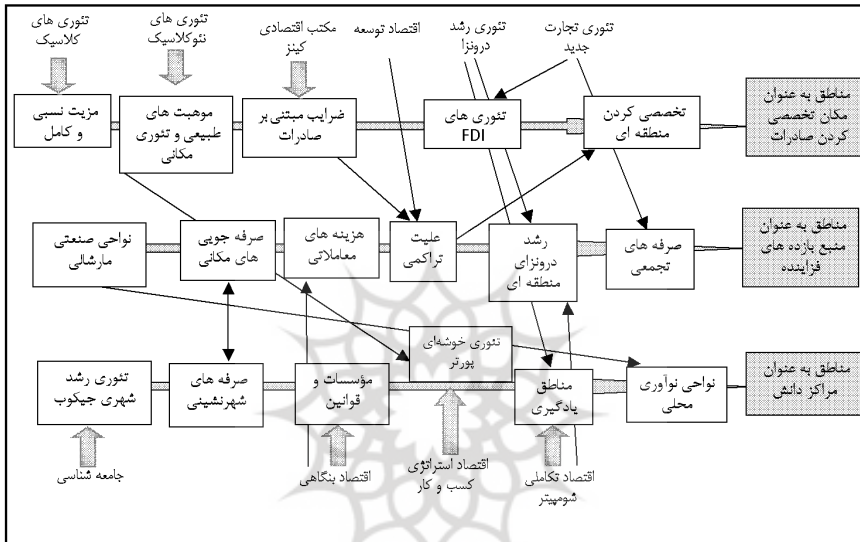 تئوری های
کلاسیک
تئوری های
نئوکلاسیک
مکتب اقتصادی
کینز
اقتصاد توسعه
تئوری رشد
درونزا
تئوری تجارت
جدید
مزیت نسبی
و کامل
موهبت های
طبیعی و تئوری
مکانی
ضرایب مبتنی بر
صادرات
تئوری های
FDI
تخصصی کردن
منطقه ای
مناطق به عنوان
مکان تخصصی
کردن صادرات
نواحی صنعتی
مارشالی
صرفه جویی
های مکانی
هزینه های
معاملاتی
علیت
تراکمی
رشد
درونزای
منطقه ای
صرفه های
تجمعی
مناطق به عنوان
منبع بازده های
فزاینده
تئوری رشد
شهری جیکوب
صرفه های
شهرنشینی
مؤسسات و
قوانین
تئوری خوشه‌ای
پورتر
مناطق
یادگیری
نواحی نوآوری
محلی
مناطق به عنوان
مراکز دانش
جامعه شناسی
اقتصاد بنگاهی
اقتصاد استراتژی
کسب و کار
اقتصاد تکاملی
شومپیتر